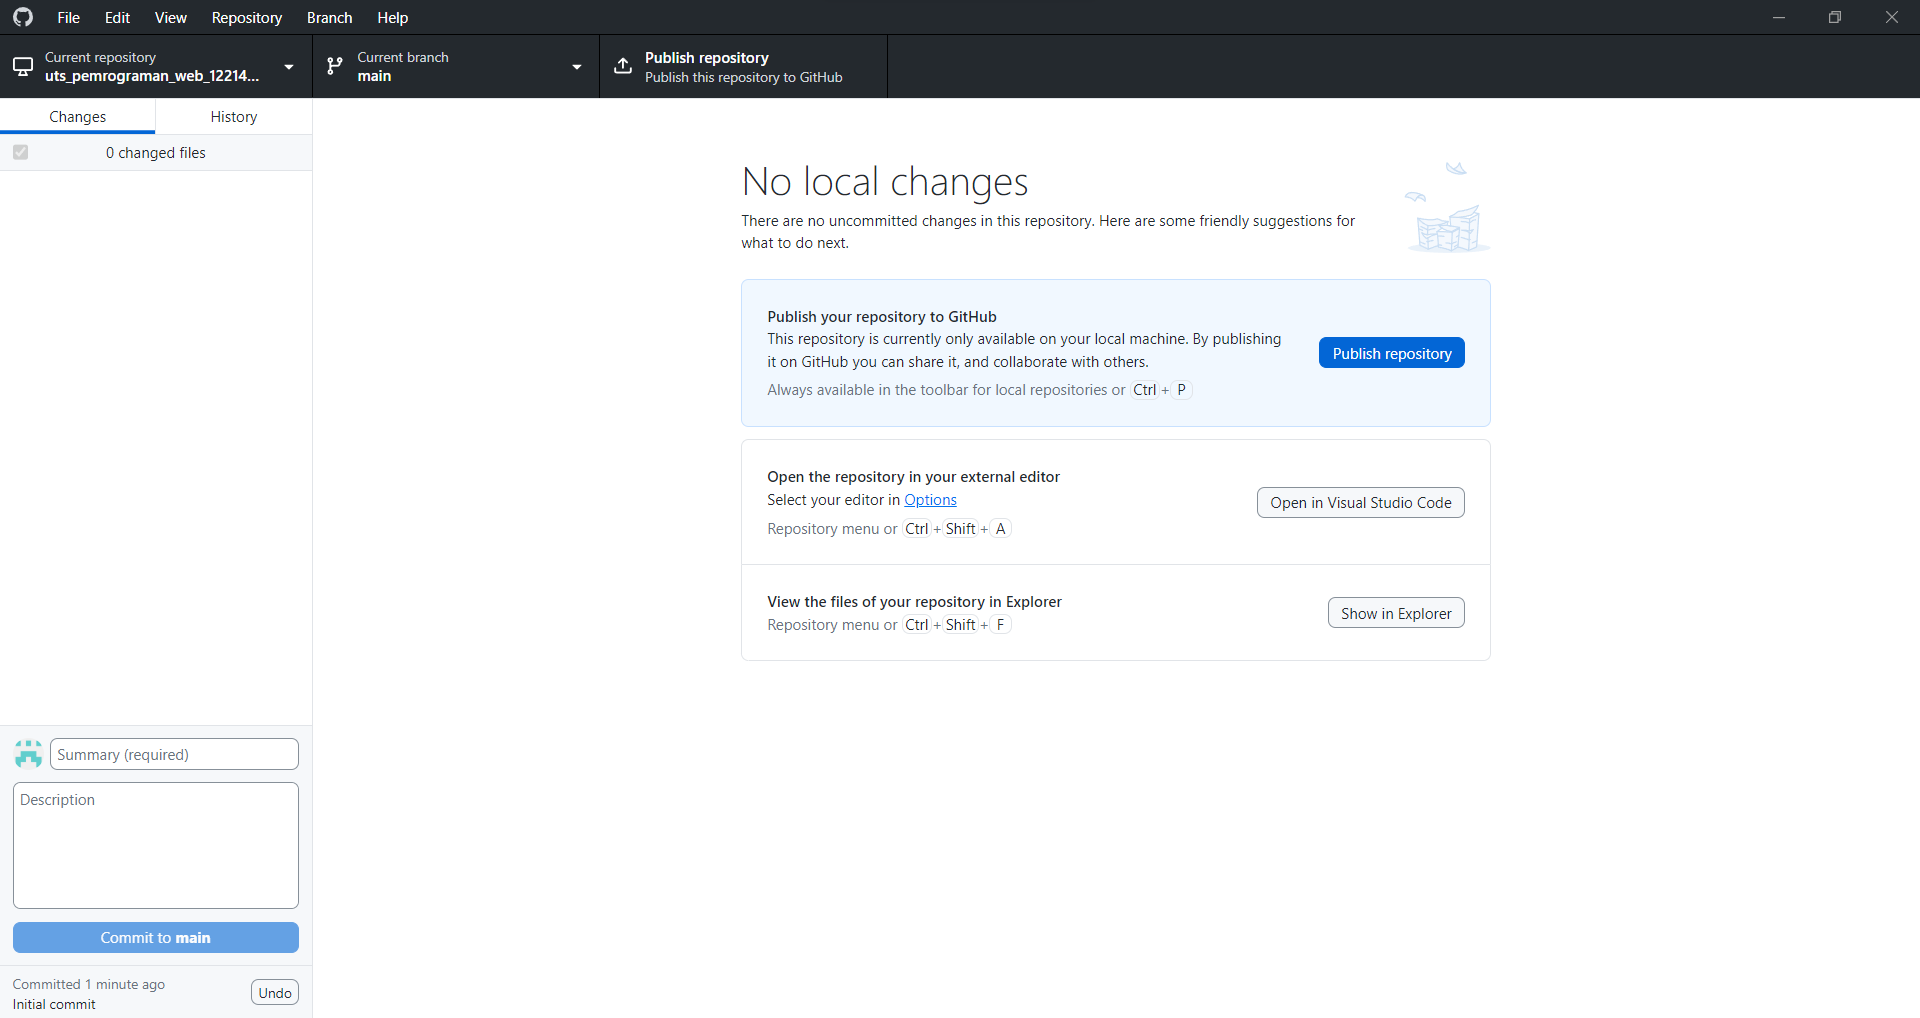 File Edit View Repository Branch Help
Current repository
uts_pemrograman_web_12214...
Current branch
main
Publish repository
Publish this repository to GitHub
Changes History
0 changed files
No local changes
There are no uncommitted changes in this repository. Here are some friendly suggestions for
what to do next.
Publish your repository to GitHub
This repository is currently only available on your local machine. By publishing
it on GitHub you can share it, and collaborate with others.
Always available in the toolbar for local repositories or Ctrl + P
Publish repository
Open the repository in your external editor
Select your editor in Options
Repository menu or Ctrl + Shift + A
Open in Visual Studio Code
View the files of your repository in Explorer
Repository menu or Ctrl + Shift + F
Show in Explorer
Summary (required)
Description
Commit to main
Committed 1 minute ago
Initial commit
Undo